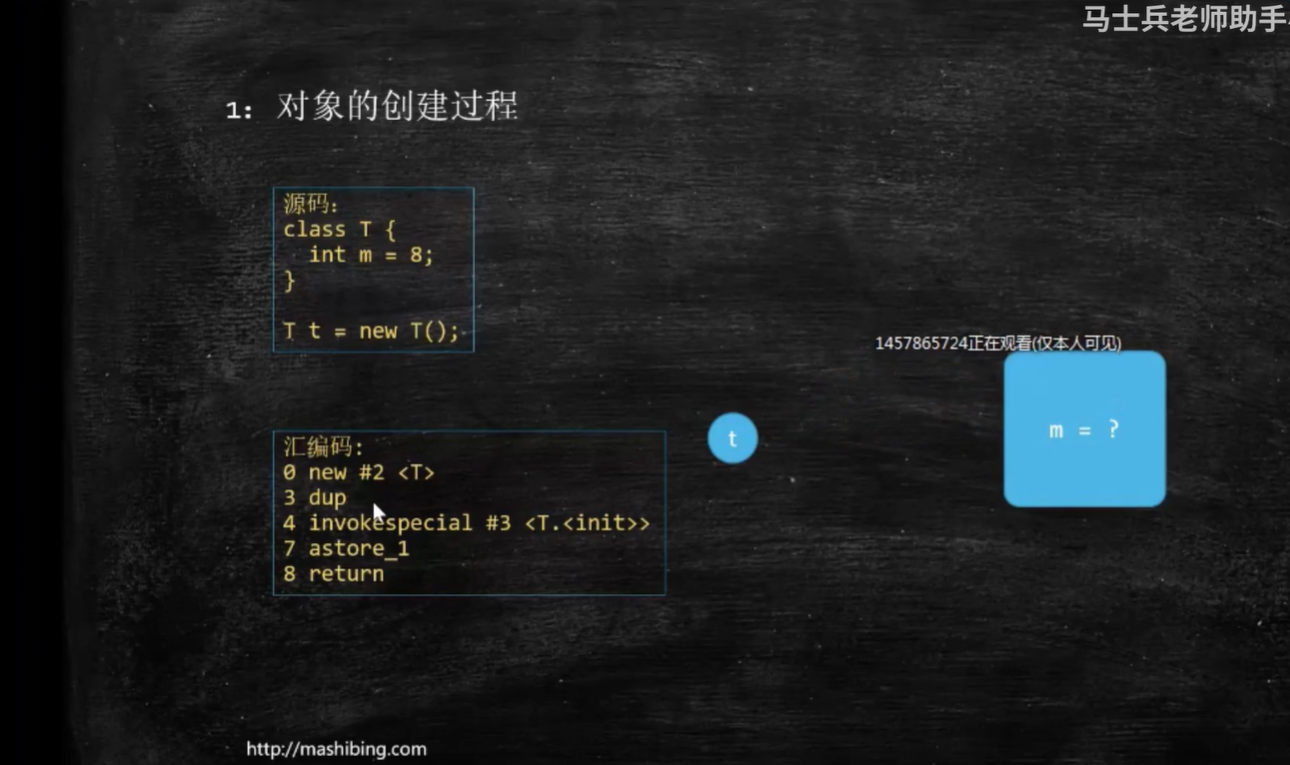 马士兵老师助手
1: 对象的创建过程
源码:
class T {
  int m = 8;
}
T t = new T();
1457865724正在观看(仅本人可见)
m = ?
t
汇编码:
0 new #2 <T>
3 dup
4 invokespecial #3 <T.<init>>
7 astore_1
8 return
http://mashibing.com